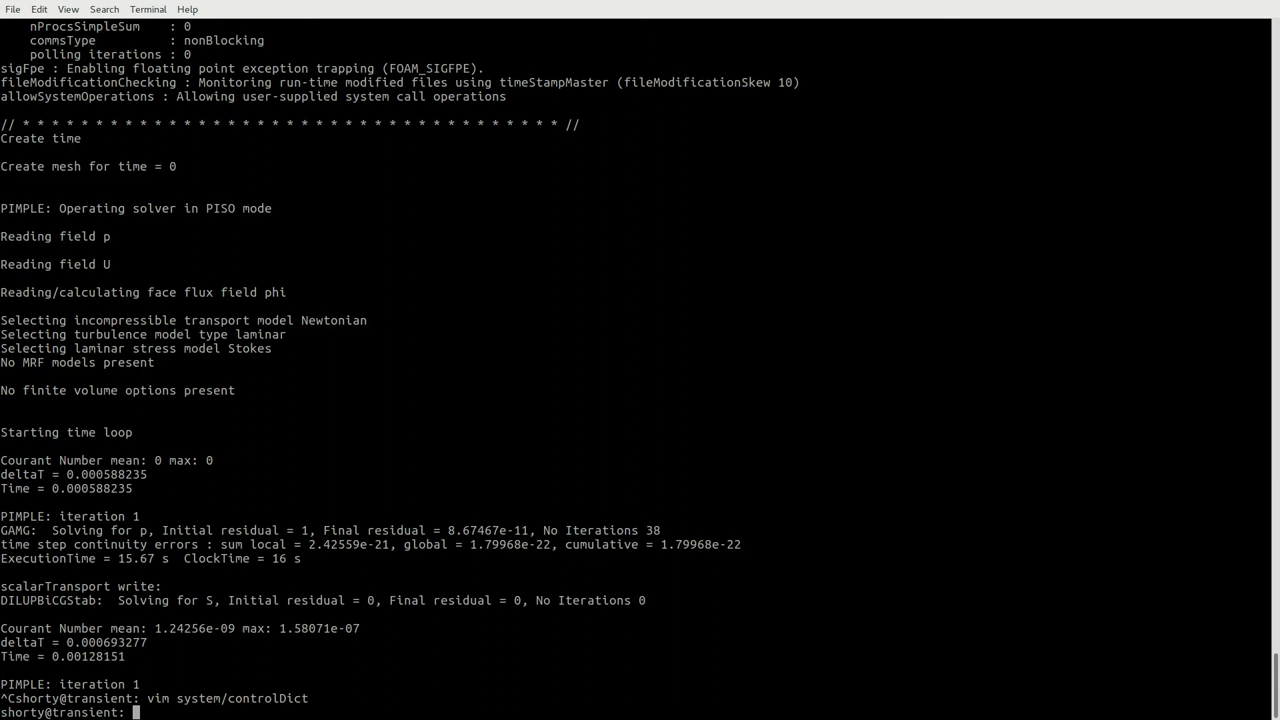 File Edit View Search Terminal Help
nProcsSimpleSum : 0
commsType : nonBlocking
polling iterations : 0
sigFpe : Enabling floating point exception trapping (FOAM_SIGFPE).
fileModificationChecking : Monitoring run-time modified files using timeStampMaster (fileModificationSkew 10)
allowSystemOperations : Allowing user-supplied system call operations
// * * * * * * * * * * * * * * * * * * * * * * * * * * * * * * * * * * * * * //
Create time
Create mesh for time = 0
PIMPLE: Operating solver in PISO mode
Reading field p
Reading field U
Reading/calculating face flux field phi
Selecting incompressible transport model Newtonian
Selecting turbulence model type laminar
Selecting laminar stress model Stokes
No MRF models present
No finite volume options present
Starting time loop
Courant Number mean: 0 max: 0
deltaT = 0.000588235
Time = 0.000588235
PIMPLE: iteration 1
GAMG:  Solving for p, Initial residual = 1, Final residual = 8.67467e-11, No Iterations 38
time step continuity errors : sum local = 2.42559e-21, global = 1.79968e-22, cumulative = 1.79968e-22
ExecutionTime = 15.67 s  ClockTime = 16 s
scalarTransport write:
DILUPBiCGStab:  Solving for S, Initial residual = 0, Final residual = 0, No Iterations 0
Courant Number mean: 1.24256e-09 max: 1.58071e-07
deltaT = 0.000693277
Time = 0.00128151
PIMPLE: iteration 1
^Cshorty@transient: vim system/controlDict
shorty@transient: